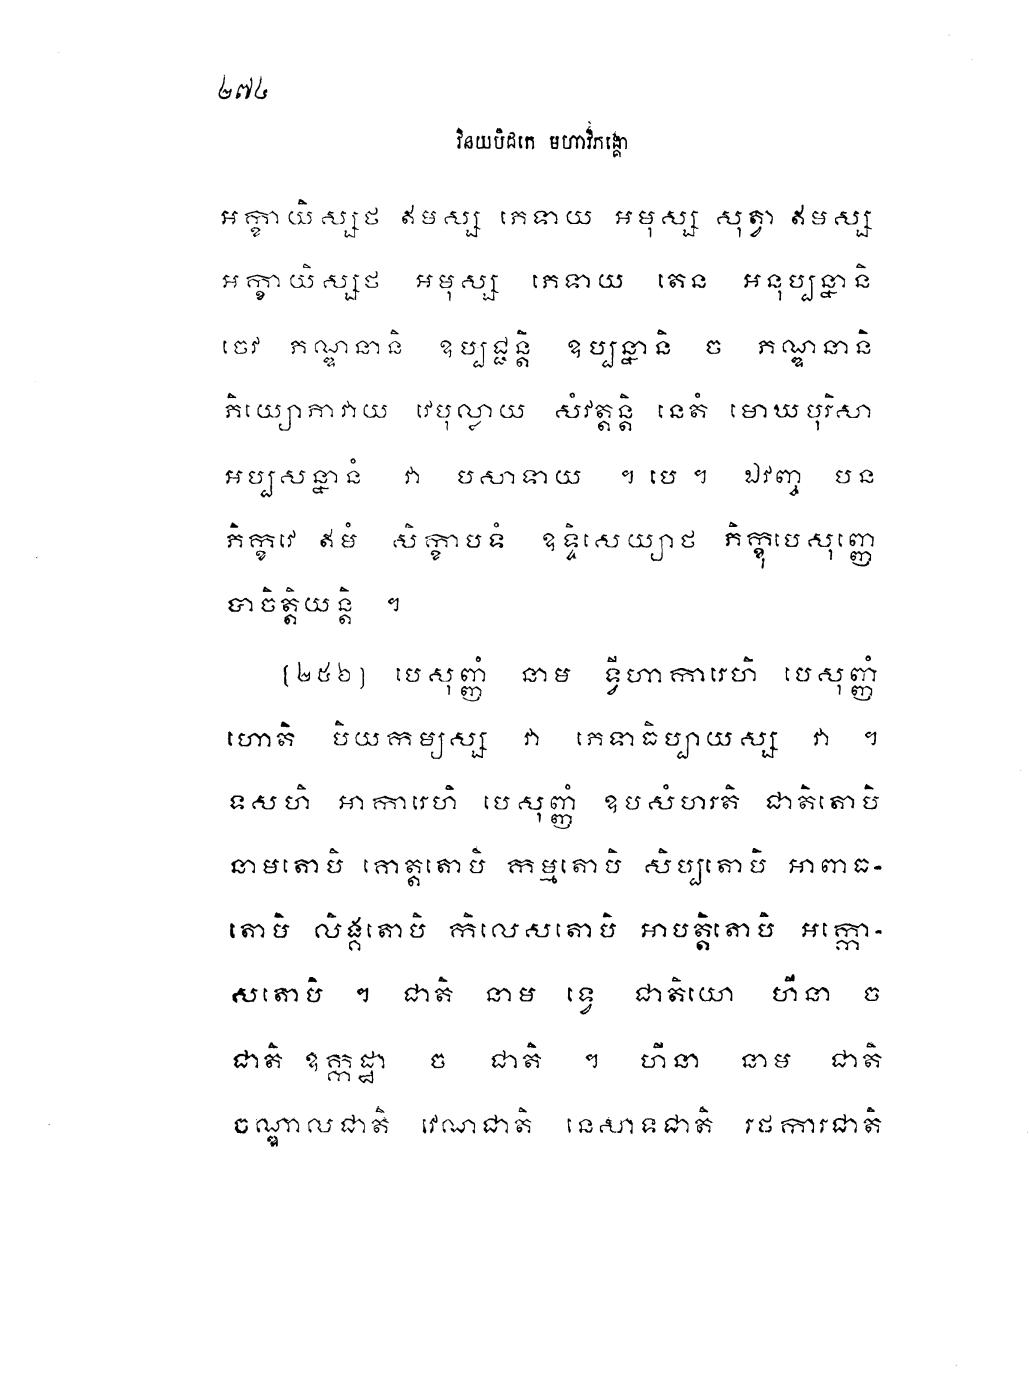 ២៧៤
វិនយបិដកេ មហាវិភង្គោ
អក្ខាយិស្សថ ឥមស្ស ភេទាយ អមុស្ស សុត្វា ឥមស្ស
អក្ខាយិស្សថ អមុស្ស ភេទាយ តេន អនុប្បន្នានិ
ចេវ ភណ្ឌនានិ ឧប្បជ្ជន្តិ ឧប្បន្នានិ ច ភណ្ឌនានិ
ភិយ្យោភាវាយ វេបុល្លាយ សំវត្តន្តិ នេតំ មោឃបុរិសា
អប្បសន្នានំ វា បសាទាយ ។ បេ ។ ឯវញ្ច បន
ភិក្ខវេ ឥមំ សិក្ខាបទំ ឧទ្ទិសេយ្យាថ ភិក្ខុបេសុញ្ញេ
បាចិត្តិយន្តិ ។
(២៥៦) បេសុញ្ញំ នាម ទ្វីហាការេហិ បេសុញ្ញំ
ហោតិ បិយកម្យស្ស វា ភេទាធិប្បាយស្ស វា ។
ទសហិ អាការេហិ បេសុញ្ញំ ឧបសំហរតិ ជាតិតោបិ
នាមតោបិ គោត្តតោបិ កម្មតោបិ សិប្បតោបិ អាពាធ-
តោបិ លិង្គតោបិ កិលេសតោបិ អាបត្តិតោបិ អក្កោ-
សតោបិ ។ ជាតិ នាម ទ្វេ ជាតិយោ ហីនា ច
ជាតិ ឧក្កដ្ឋា ច ជាតិ ។ ហីនា នាម ជាតិ
ចណ្ឌាលជាតិ វេណជាតិ នេសាទជាតិ រថការជាតិ